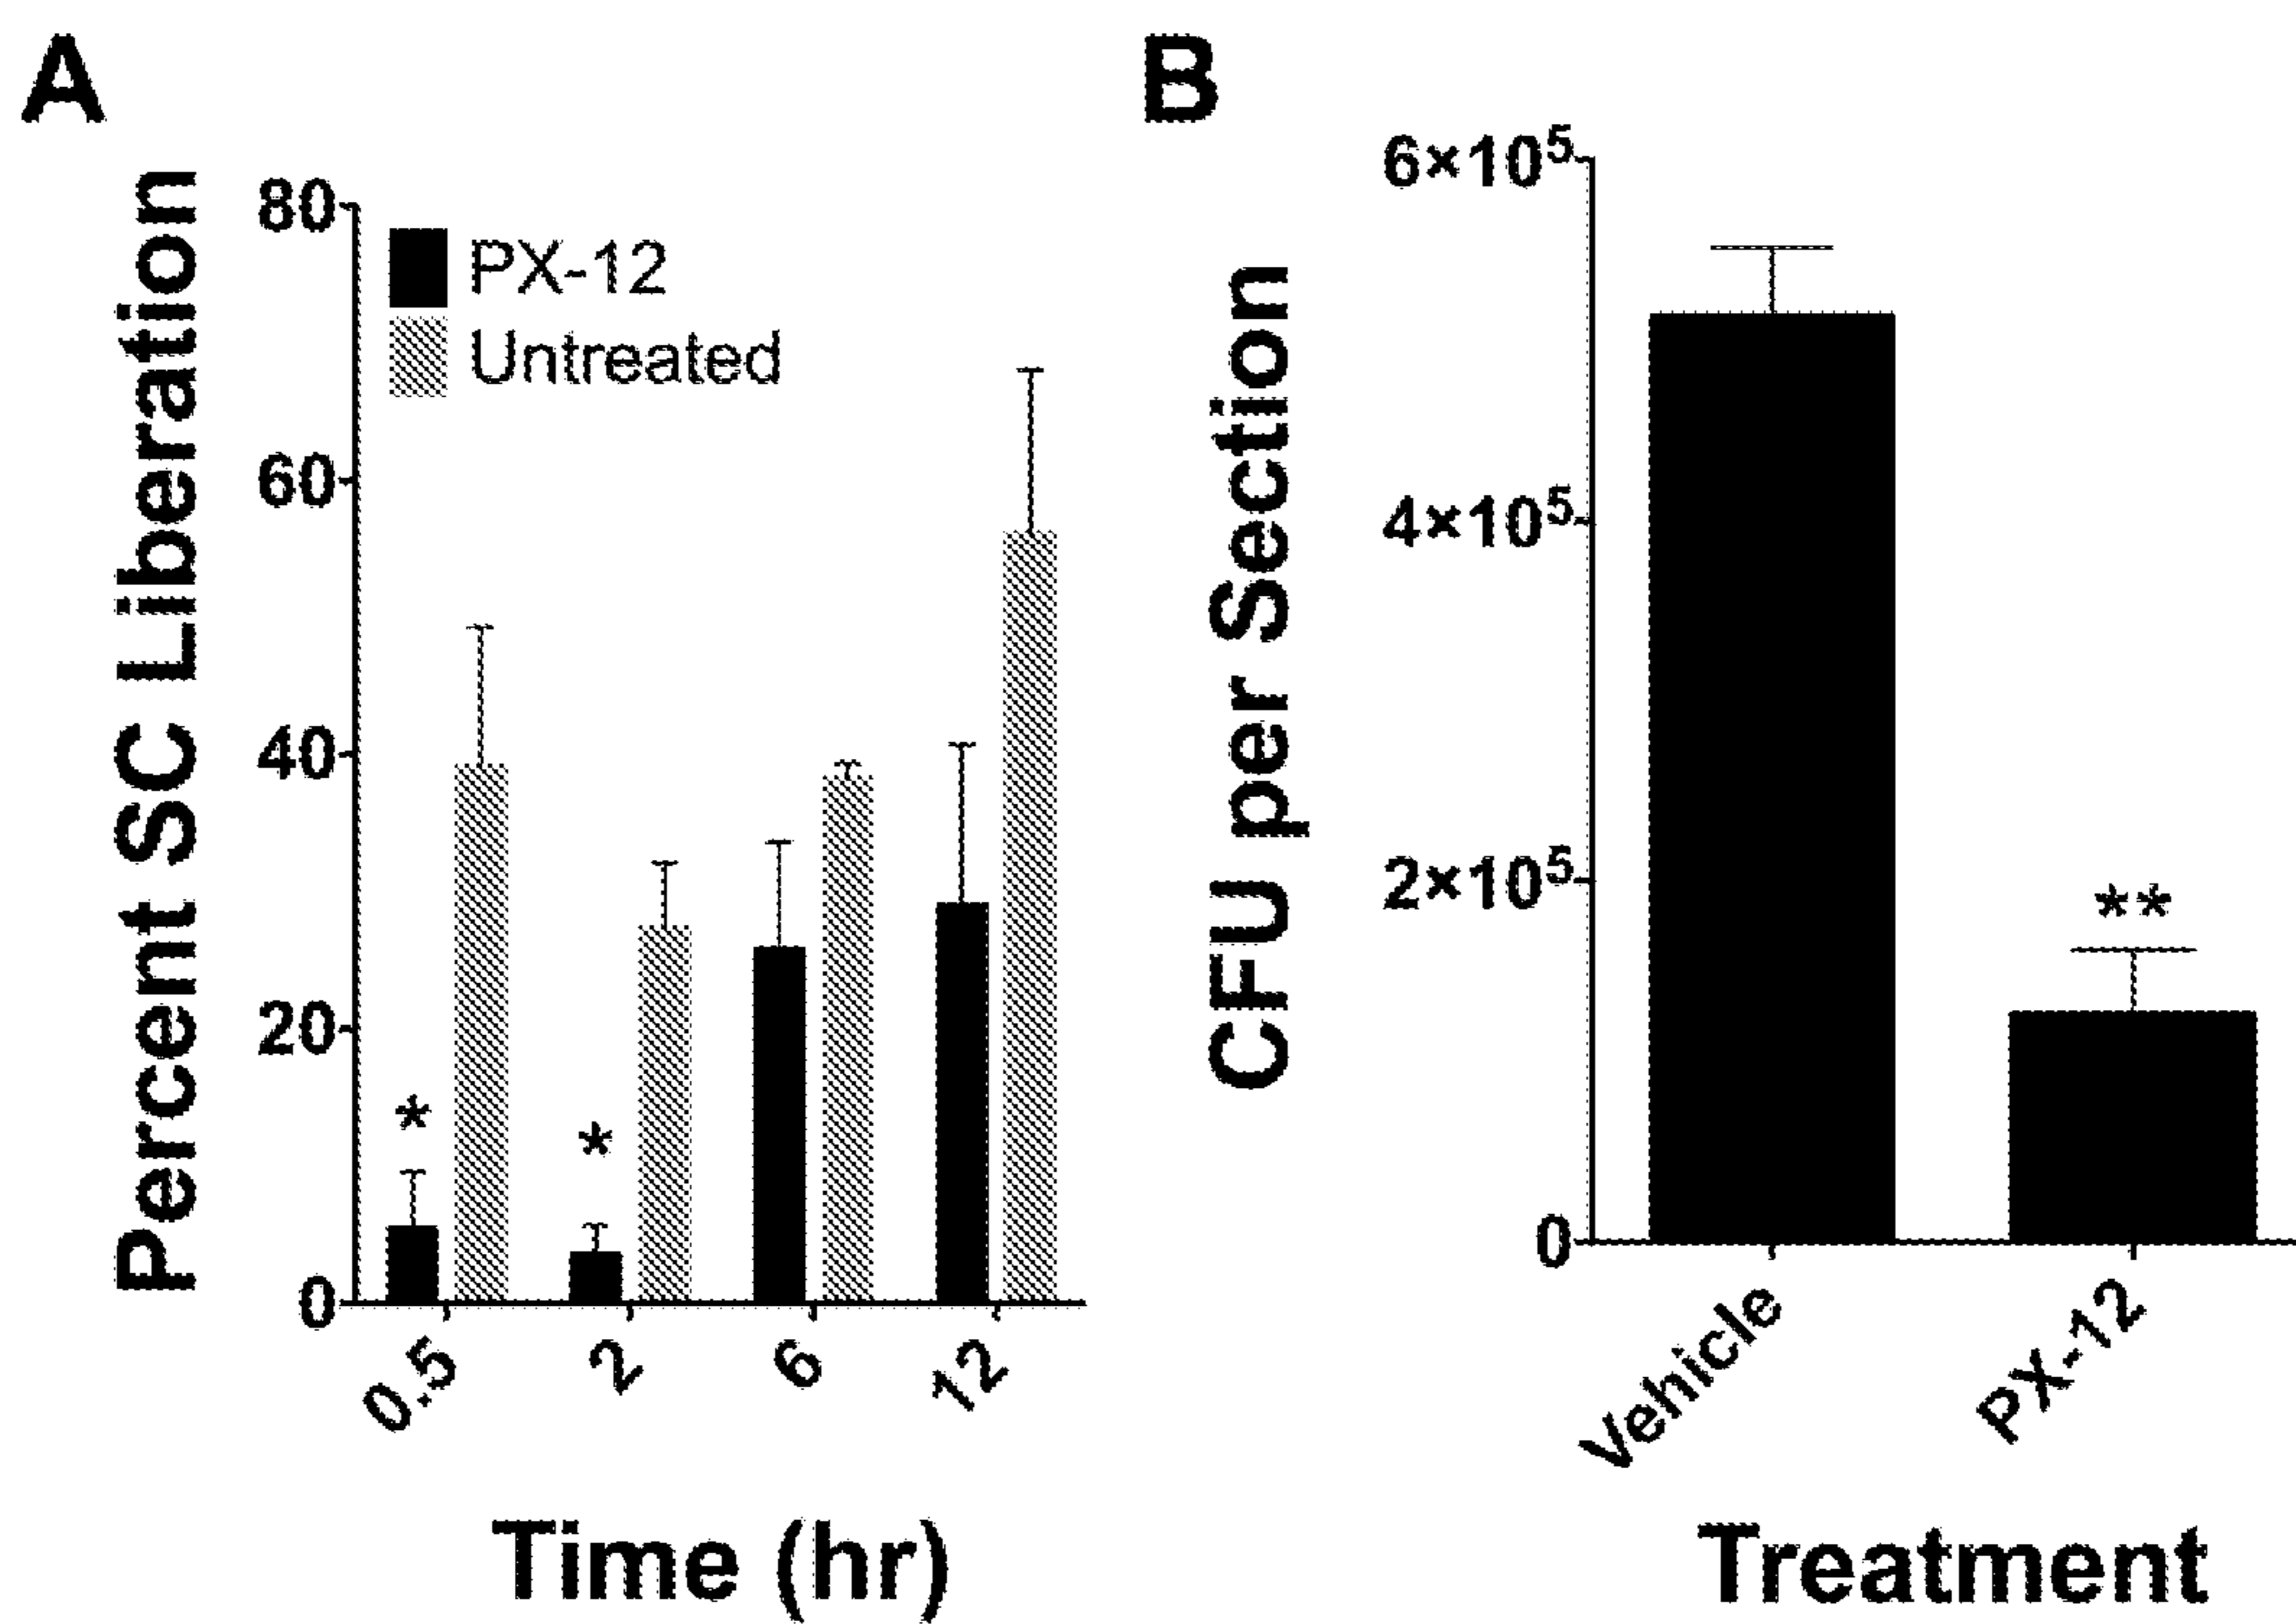 A
Percent SC Liberation
80
60
40
20
0
PX-12
Untreated
*
*
0.5
2
6
12
Time (hr)
B
CFU per Section
6×10⁵
4×10⁵
2×10⁵
0
**
Vehicle
PX-12
Treatment